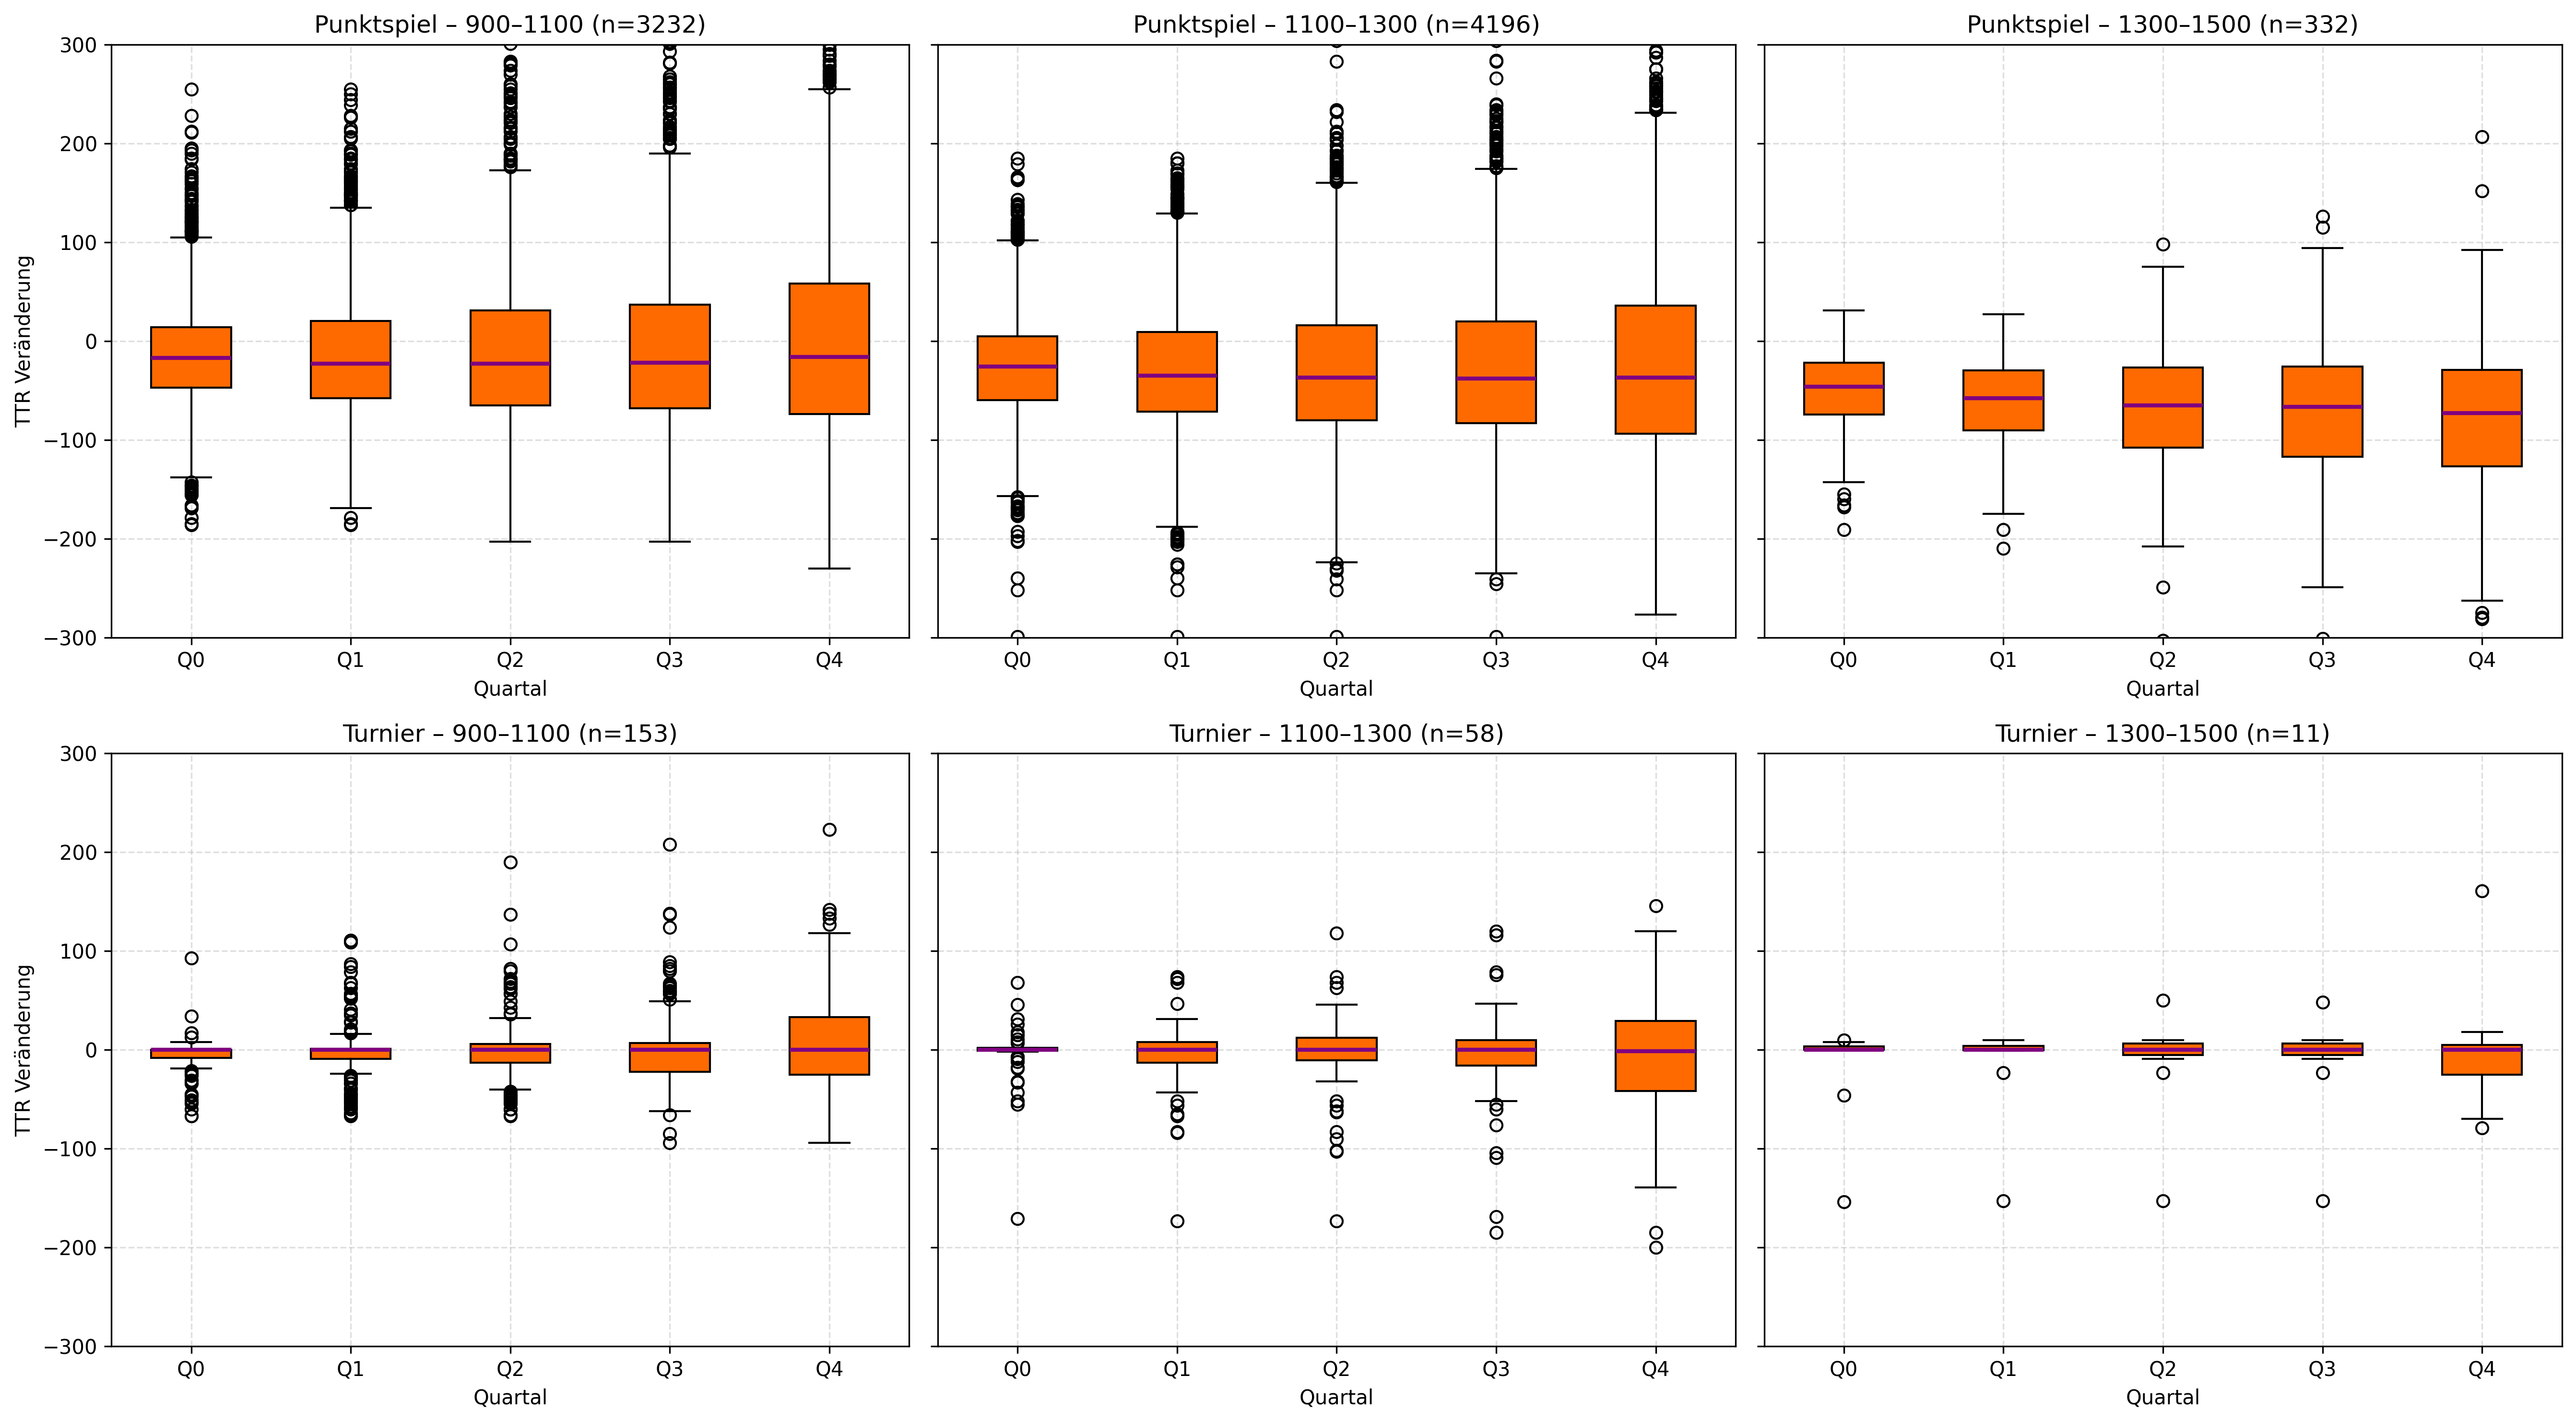 Punktspiel – 900–1100 (n=3232)
Punktspiel – 1100–1300 (n=4196)
Punktspiel – 1300–1500 (n=332)
TTR Veränderung
300
200
100
0
−100
−200
−300
Q0 Q1 Q2 Q3 Q4
Quartal
Q0 Q1 Q2 Q3 Q4
Quartal
Q0 Q1 Q2 Q3 Q4
Quartal
Turnier – 900–1100 (n=153)
Turnier – 1100–1300 (n=58)
Turnier – 1300–1500 (n=11)
TTR Veränderung
300
200
100
0
−100
−200
−300
Q0 Q1 Q2 Q3 Q4
Quartal
Q0 Q1 Q2 Q3 Q4
Quartal
Q0 Q1 Q2 Q3 Q4
Quartal